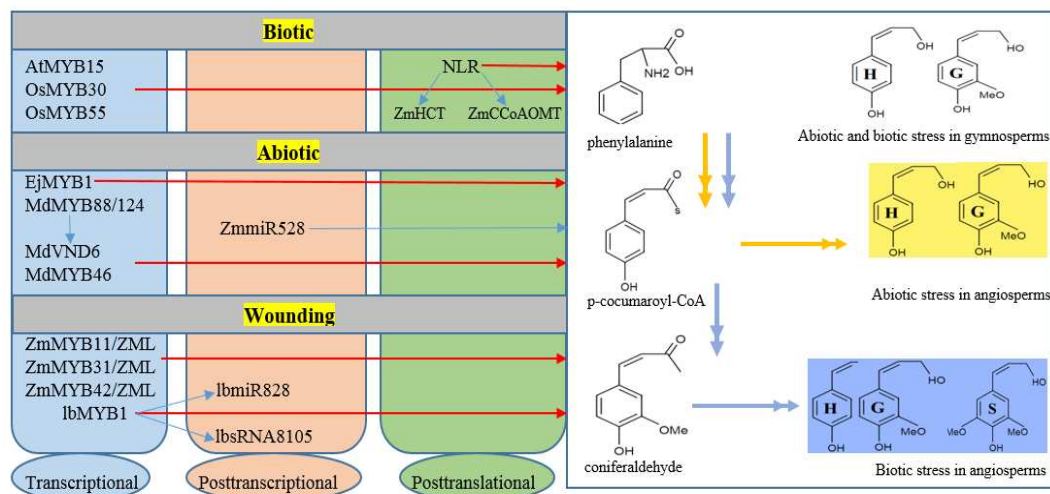 Biotic
AtMYB15
OsMYB30
OsMYB55
NLR
ZmHCT
ZmCCoAOMT
Abiotic
EjMYB1
MdMYB88/124
MdVND6
MdMYB46
ZmmiR528
Wounding
ZmMYB11/ZML
ZmMYB31/ZML
ZmMYB42/ZML
lbMYB1
lbmiR828
lbsRNA8105
Transcriptional
Posttranscriptional
Posttranslational
O
OH
NH2
phenylalanine
OH
HO
H
G
MeO
OH
OH
Abiotic and biotic stress in gymnosperms
O
S
OH
p-cocumaroyl-CoA
OH
HO
H
G
MeO
OH
OH
Abiotic stress in angiosperms
O
OMe
OH
coniferaldehyde
HO
HO
H
G
S
OMe
MeO
OMe
OH
OH
OH
Biotic stress in angiosperms